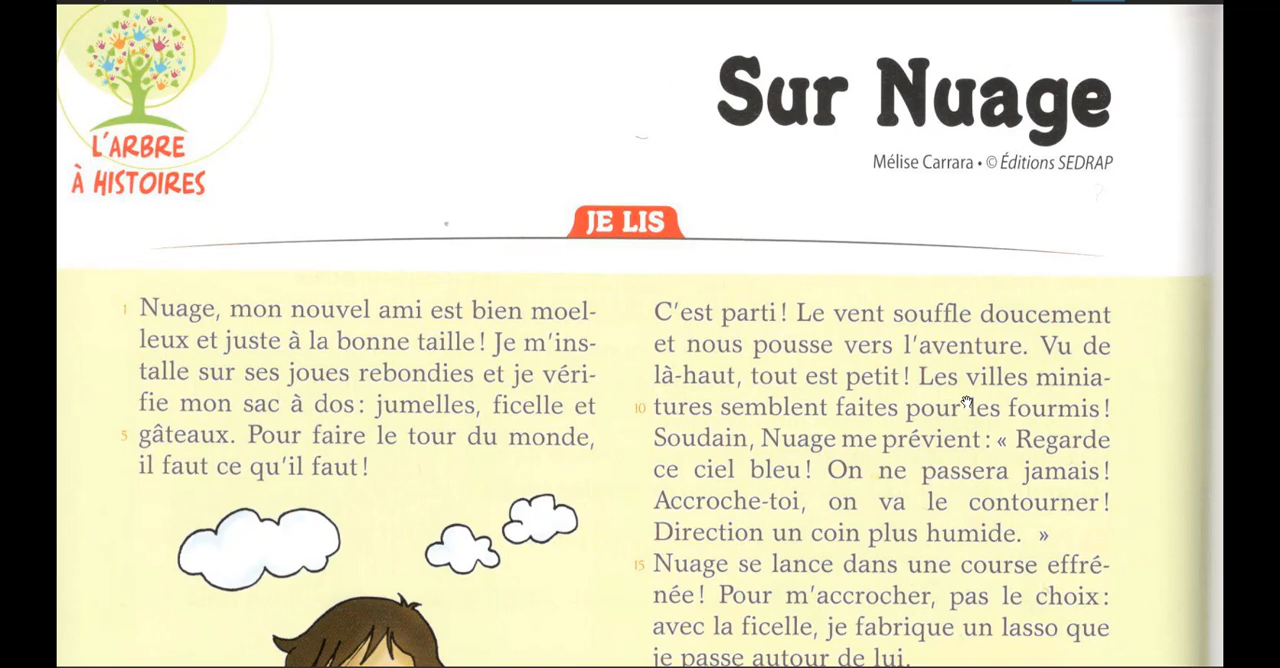 L'ARBRE
À HISTOIRES
Sur Nuage
Mélise Carrara • © Éditions SEDRAP
JE LIS
1 Nuage, mon nouvel ami est bien moel-
leux et juste à la bonne taille ! Je m'ins-
talle sur ses joues rebondies et je véri-
fie mon sac à dos : jumelles, ficelle et
5 gâteaux. Pour faire le tour du monde,
il faut ce qu'il faut !
C'est parti ! Le vent souffle doucement
et nous pousse vers l'aventure. Vu de
là-haut, tout est petit ! Les villes minia-
10 tures semblent faites pour les fourmis !
Soudain, Nuage me prévient : « Regarde
ce ciel bleu ! On ne passera jamais !
Accroche-toi, on va le contourner !
Direction un coin plus humide. »
15 Nuage se lance dans une course effré-
née ! Pour m'accrocher, pas le choix :
avec la ficelle, je fabrique un lasso que
je passe autour de lui.